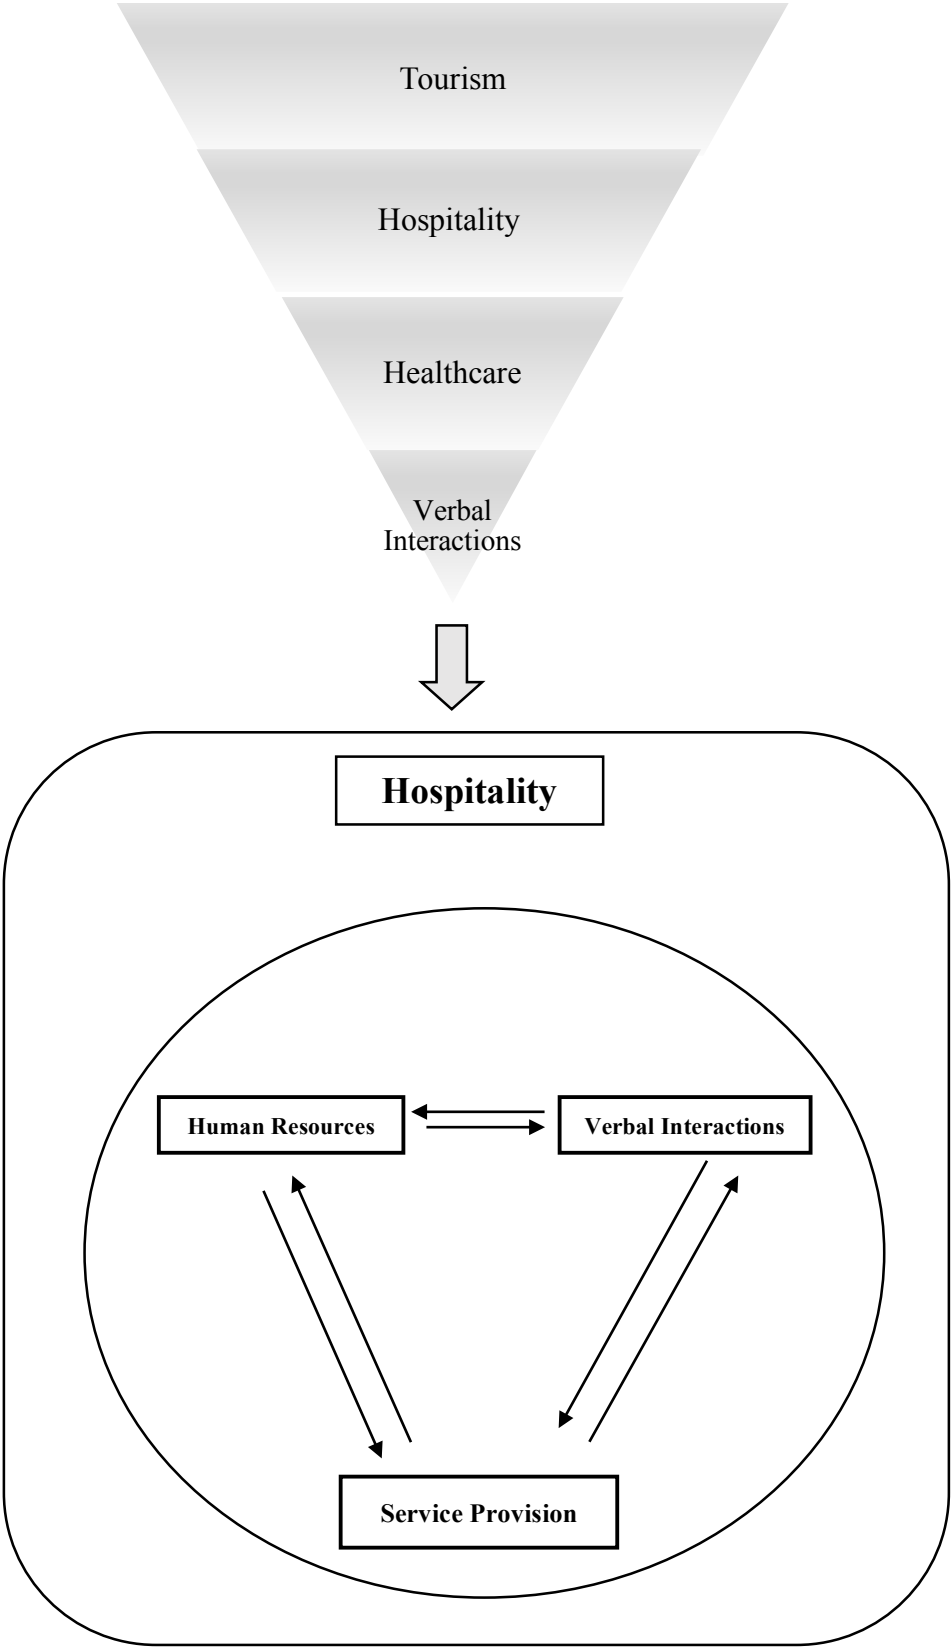 Tourism
Hospitality
Healthcare
Verbal
Interactions
Hospitality
Human Resources
Verbal Interactions
Service Provision